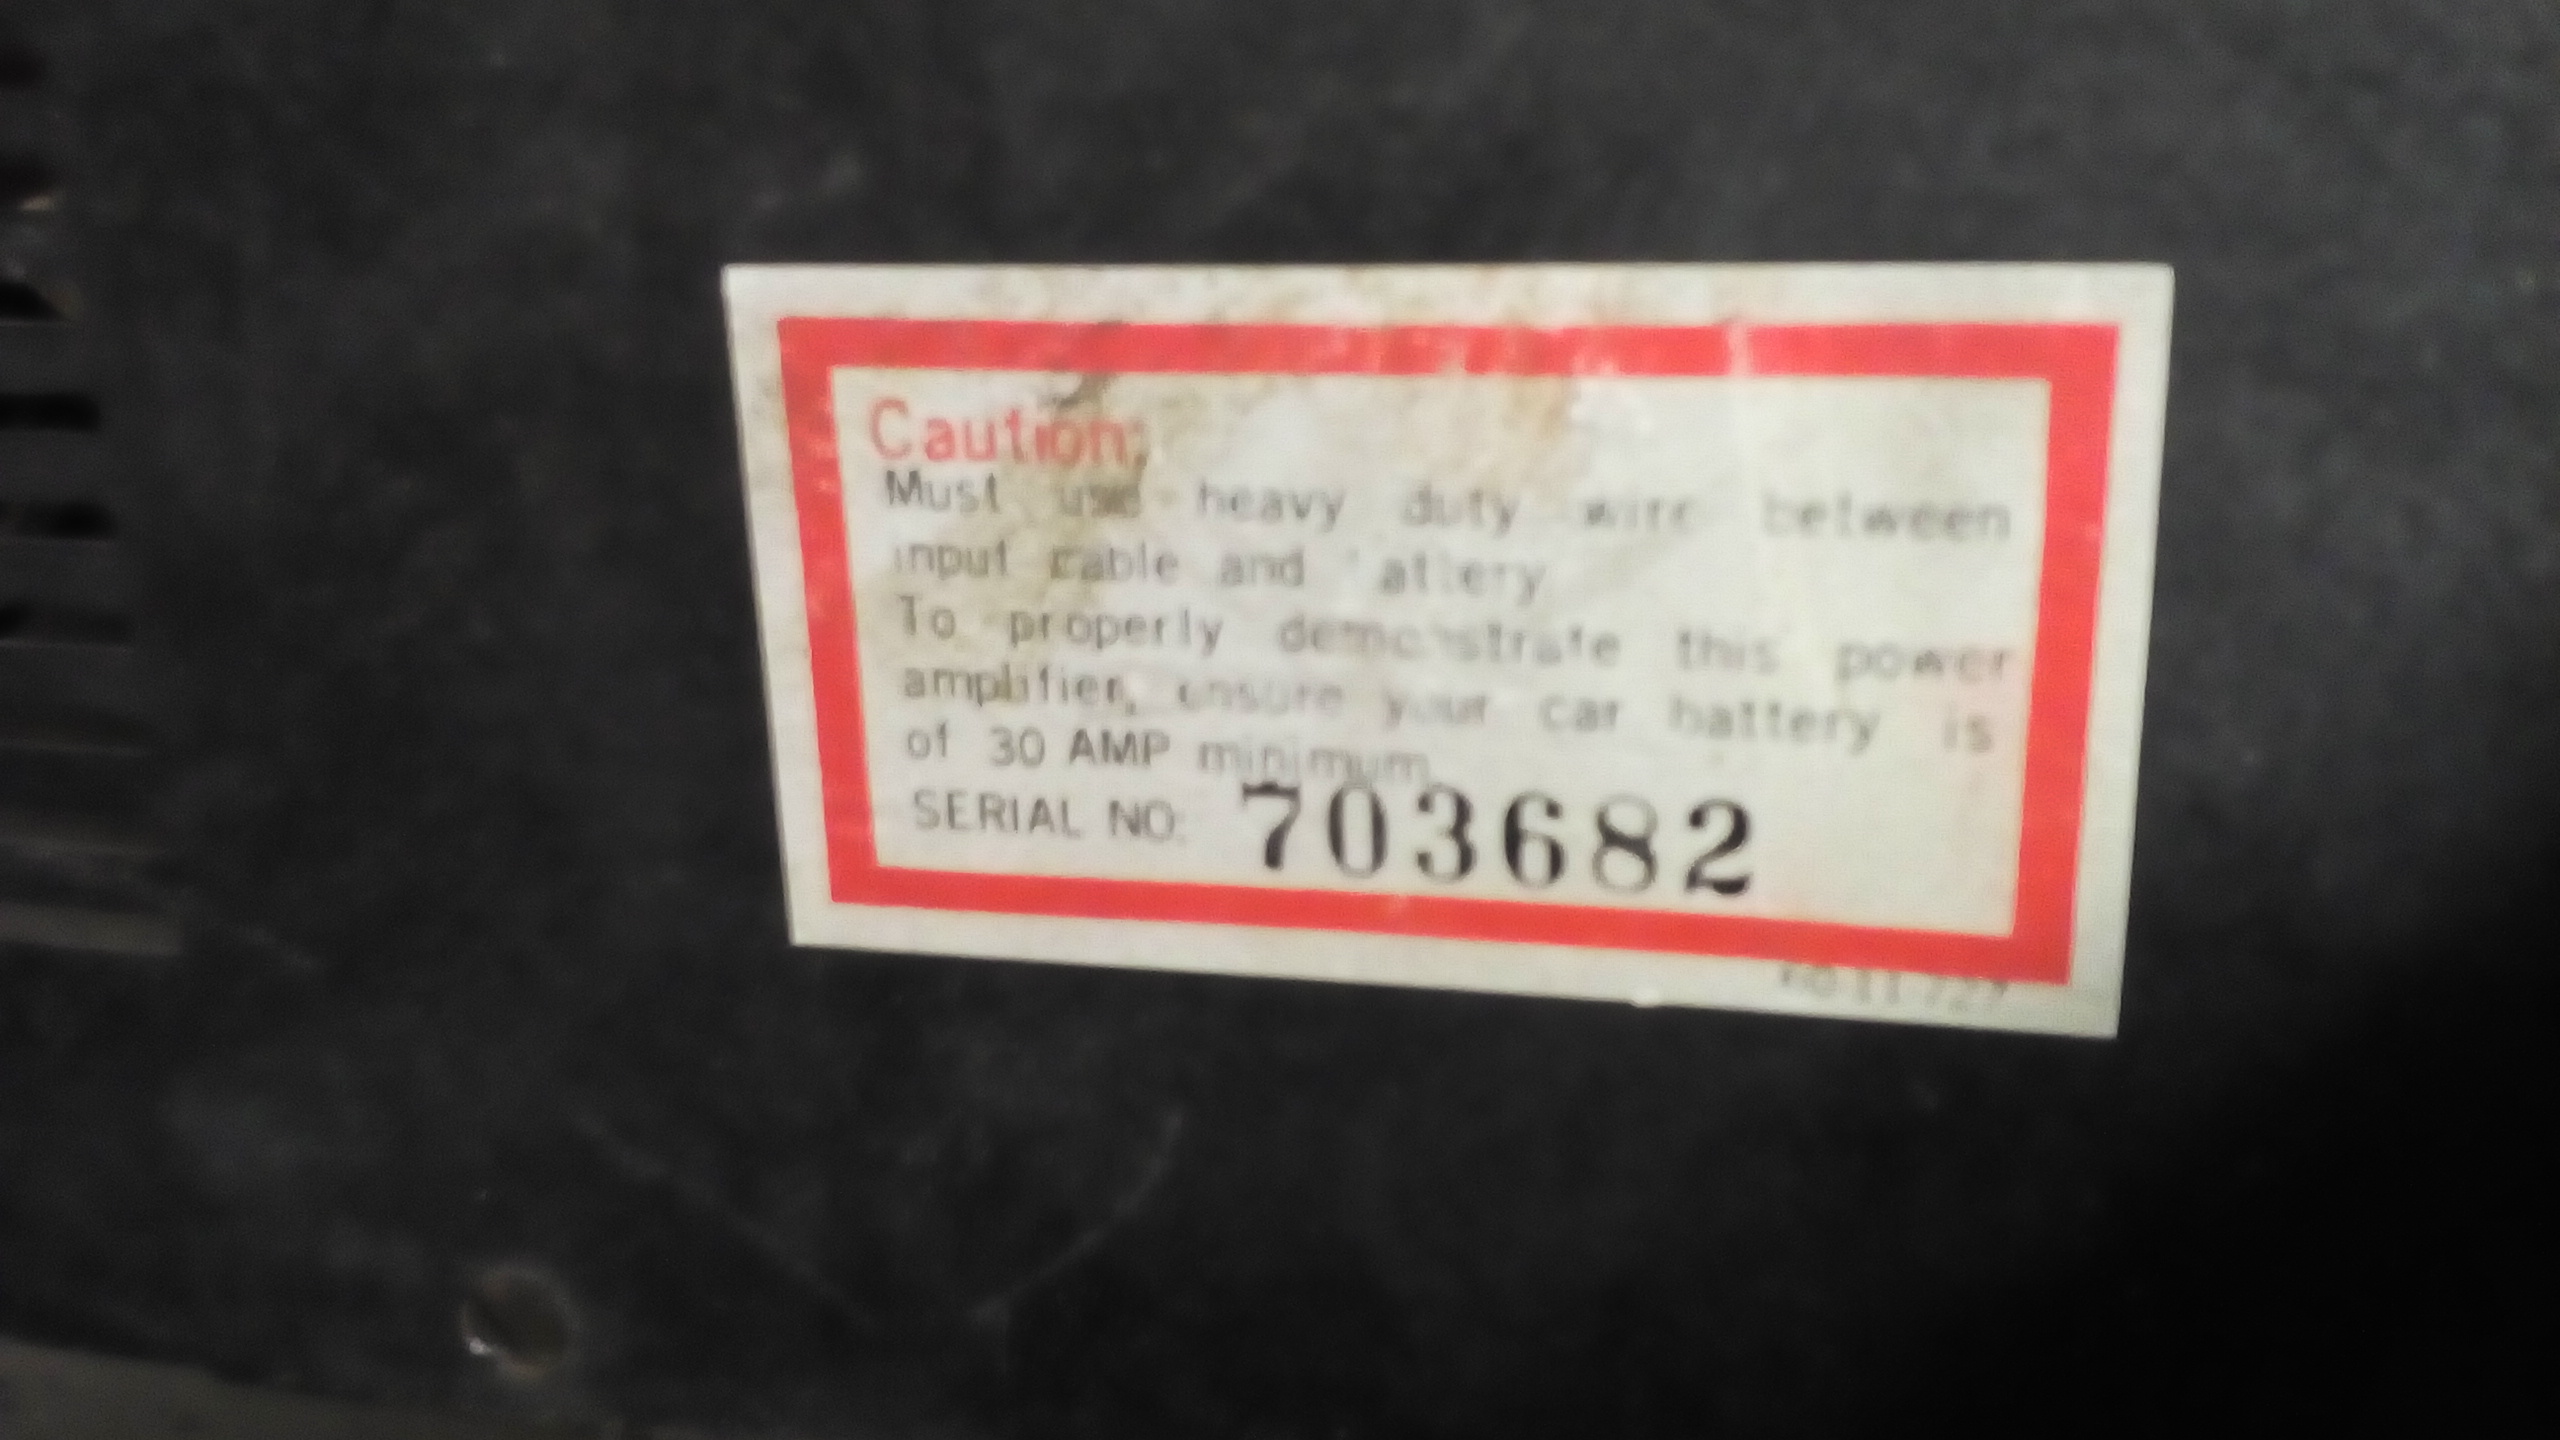 Caution:
Must use heavy duty wire between
input cable and
To properly demonstrate this power
amplifier, ensure your car battery is
of 30 AMP minimum
SERIAL NO: 703682